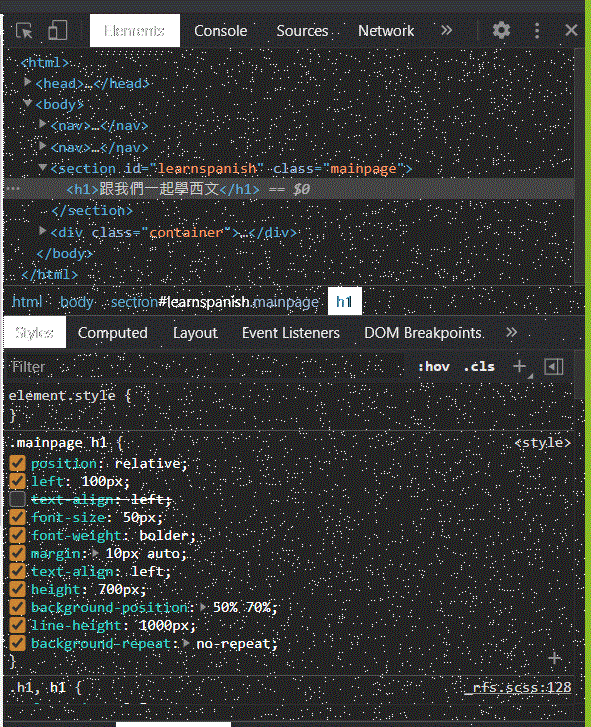 Elements Console Sources Network »
<html>
<head>…</head>
<body>
<nav>…</nav>
<nav>…</nav>
<section id="learnspanish" class="mainpage">
<h1>跟我們一起學西文</h1> == $0
</section>
<div class="container">…</div>
</body>
</html>
html body section#learnspanish.mainpage h1
Styles Computed Layout Event Listeners DOM Breakpoints »
Filter :hov .cls +
element.style {
}
.mainpage h1 { <style>
position: relative;
left: 100px;
text-align: left;
font-size: 50px;
font-weight: bolder;
margin: 10px auto;
text-align: left;
height: 700px;
background-position: 50% 70%;
line-height: 1000px;
background-repeat: no-repeat;
}
.h1, h1 { _rfs.scss:128